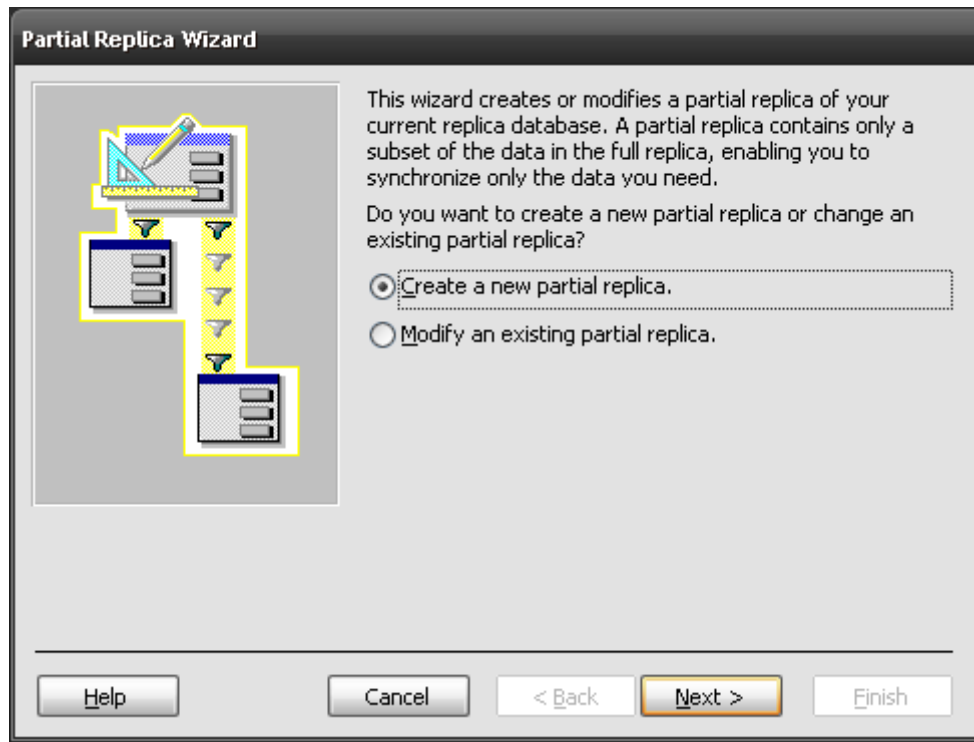 Partial Replica Wizard
This wizard creates or modifies a partial replica of your
current replica database. A partial replica contains only a
subset of the data in the full replica, enabling you to
synchronize only the data you need.
Do you want to create a new partial replica or change an
existing partial replica?
Create a new partial replica.
Modify an existing partial replica.
Help
Cancel
< Back
Next >
Finish